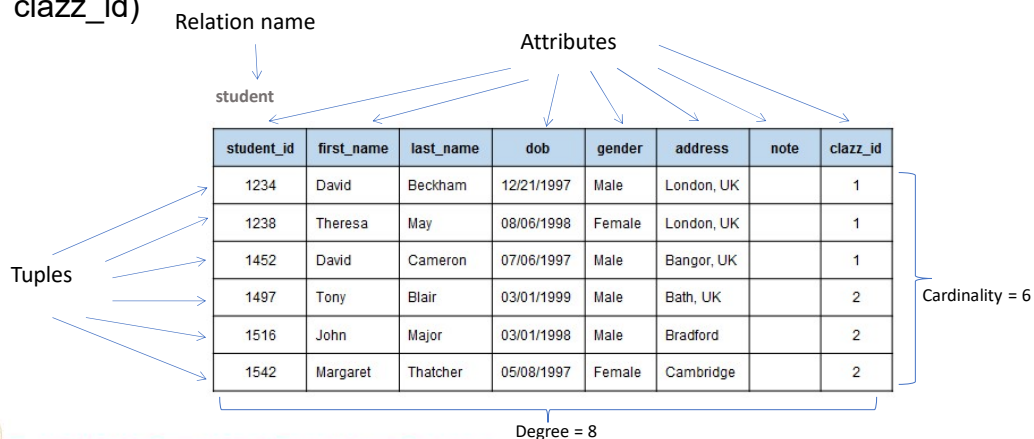 clazz_id)
Relation name
Attributes
student
student_id first_name last_name dob gender address note clazz_id
1234 David Beckham 12/21/1997 Male London, UK 1
1238 Theresa May 08/06/1998 Female London, UK 1
1452 David Cameron 07/06/1997 Male Bangor, UK 1
1497 Tony Blair 03/01/1999 Male Bath, UK 2
1516 John Major 03/01/1998 Male Bradford 2
1542 Margaret Thatcher 05/08/1997 Female Cambridge 2
Tuples
Cardinality = 6
Degree = 8